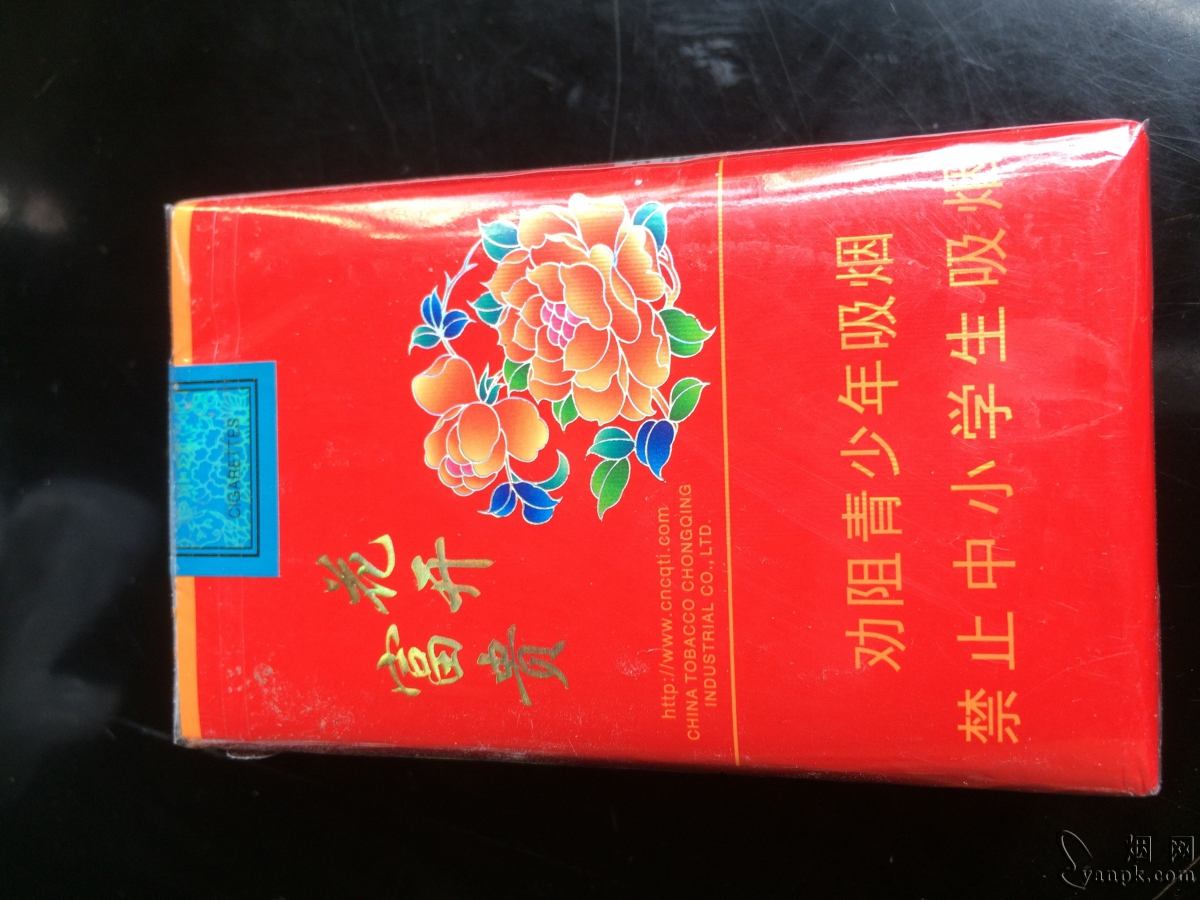 CIGARETTES
花开
富贵
http://www.cncqti.com
CHINA TOBACCO CHONGQING
INDUSTRIAL CO., LTD.
劝阻青少年吸烟
禁止中小学生吸烟
烟网
yanpk.com